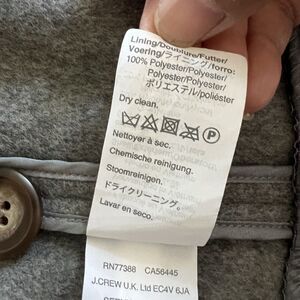 Lining/Doublure/Futter/
Voering/ライニング/forro:
100% Polyester/Polyester/
Polyester/Polyester/
ポリエステル/poliéster
Dry clean.
P
Nettoyer à sec.
Chemische reinigung.
Stoomreinigen.
ドライクリーニング。
Lavar en seco.
RN77388 CA56445
J.CREW U.K. Ltd EC4V 6JA